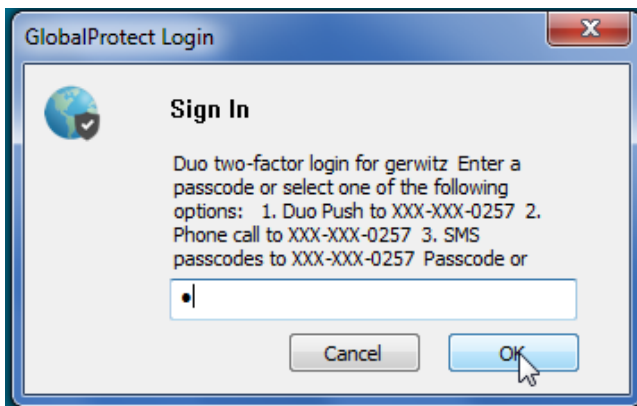 GlobalProtect Login
Sign In
Duo two-factor login for gerwitz Enter a
passcode or select one of the following
options: 1. Duo Push to XXX-XXX-0257 2.
Phone call to XXX-XXX-0257 3. SMS
passcodes to XXX-XXX-0257 Passcode or
Cancel OK